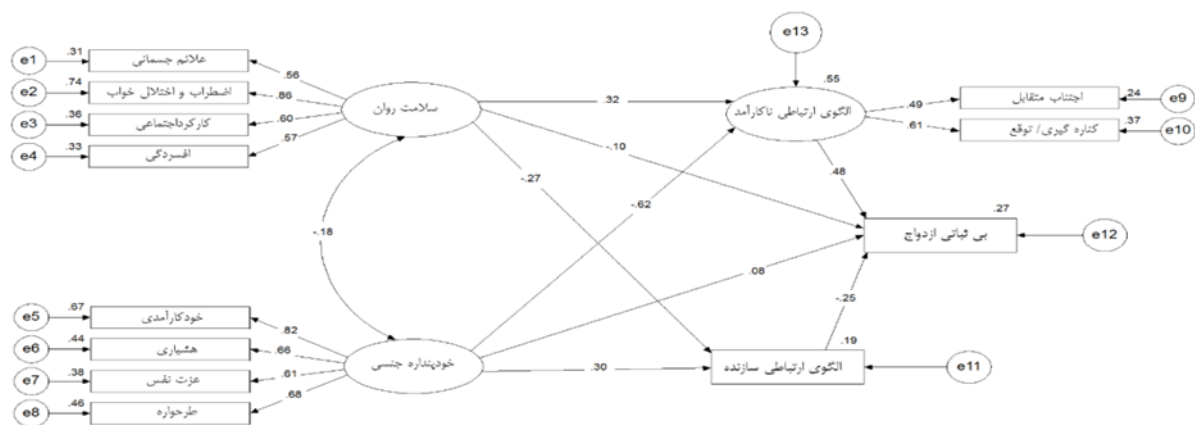 e13
.55
e1
.31
علائم جسمانی
.56
e2
.74
اضطراب و اختلال خواب
.86
e3
.36
کارکرداجتماعی
.60
e4
.33
افسردگی
.57
سلامت روان
.32
الگوی ارتباطی ناکارآمد
.49
اجتناب متقابل
.24
e9
.61
کناره گیری/ توقع
.37
e10
-.10
-.27
.48
-.62
-.18
.27
بی ثباتی ازدواج
e12
.08
-.25
e5
.67
خودکارآمدی
.82
e6
.44
هشیاری
.66
e7
.38
عزت نفس
.61
e8
.46
طرحواره
.68
خودپنداره جنسی
.30
.19
الگوی ارتباطی سازنده
e11